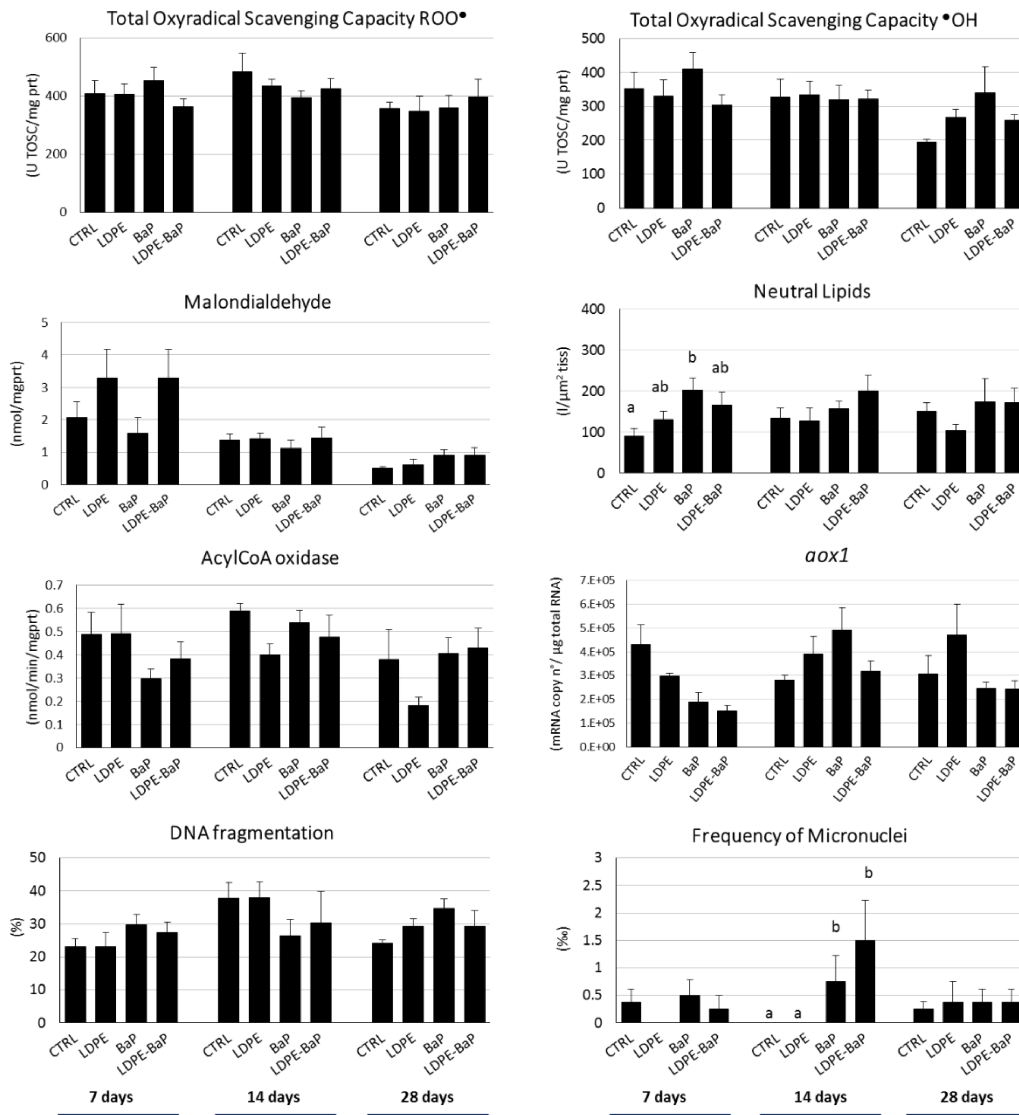 Total Oxyradical Scavenging Capacity ROO•
(U TOSC/mg prt)
600
400
200
0
CTRL LDPE BaP LDPE-BaP CTRL LDPE BaP LDPE-BaP CTRL LDPE BaP LDPE-BaP
Total Oxyradical Scavenging Capacity •OH
(U TOSC/mg prt)
500
400
300
200
100
0
CTRL LDPE BaP LDPE-BaP CTRL LDPE BaP LDPE-BaP CTRL LDPE BaP LDPE-BaP
Malondialdehyde
(nmol/mgprt)
5
4
3
2
1
0
CTRL LDPE BaP LDPE-BaP CTRL LDPE BaP LDPE-BaP CTRL LDPE BaP LDPE-BaP
Neutral Lipids
(I/µm² tiss)
400
300
200
100
0
a ab b ab
CTRL LDPE BaP LDPE-BaP CTRL LDPE BaP LDPE-BaP CTRL LDPE BaP LDPE-BaP
AcylCoA oxidase
(nmol/min/mgprt)
0.7
0.6
0.5
0.4
0.3
0.2
0.1
0
CTRL LDPE BaP LDPE-BaP CTRL LDPE BaP LDPE-BaP CTRL LDPE BaP LDPE-BaP
aox1
(mRNA copy n°/ µg total RNA)
7.E+05
6.E+05
5.E+05
4.E+05
3.E+05
2.E+05
1.E+05
0.E+00
CTRL LDPE BaP LDPE-BaP CTRL LDPE BaP LDPE-BaP CTRL LDPE BaP LDPE-BaP
DNA fragmentation
(%)
50
40
30
20
10
0
CTRL LDPE BaP LDPE-BaP CTRL LDPE BaP LDPE-BaP CTRL LDPE BaP LDPE-BaP
7 days 14 days 28 days
Frequency of Micronuclei
(‰)
3
2.5
2
1.5
1
0.5
0
a a b b
CTRL LDPE BaP LDPE-BaP CTRL LDPE BaP LDPE-BaP CTRL LDPE BaP LDPE-BaP
7 days 14 days 28 days